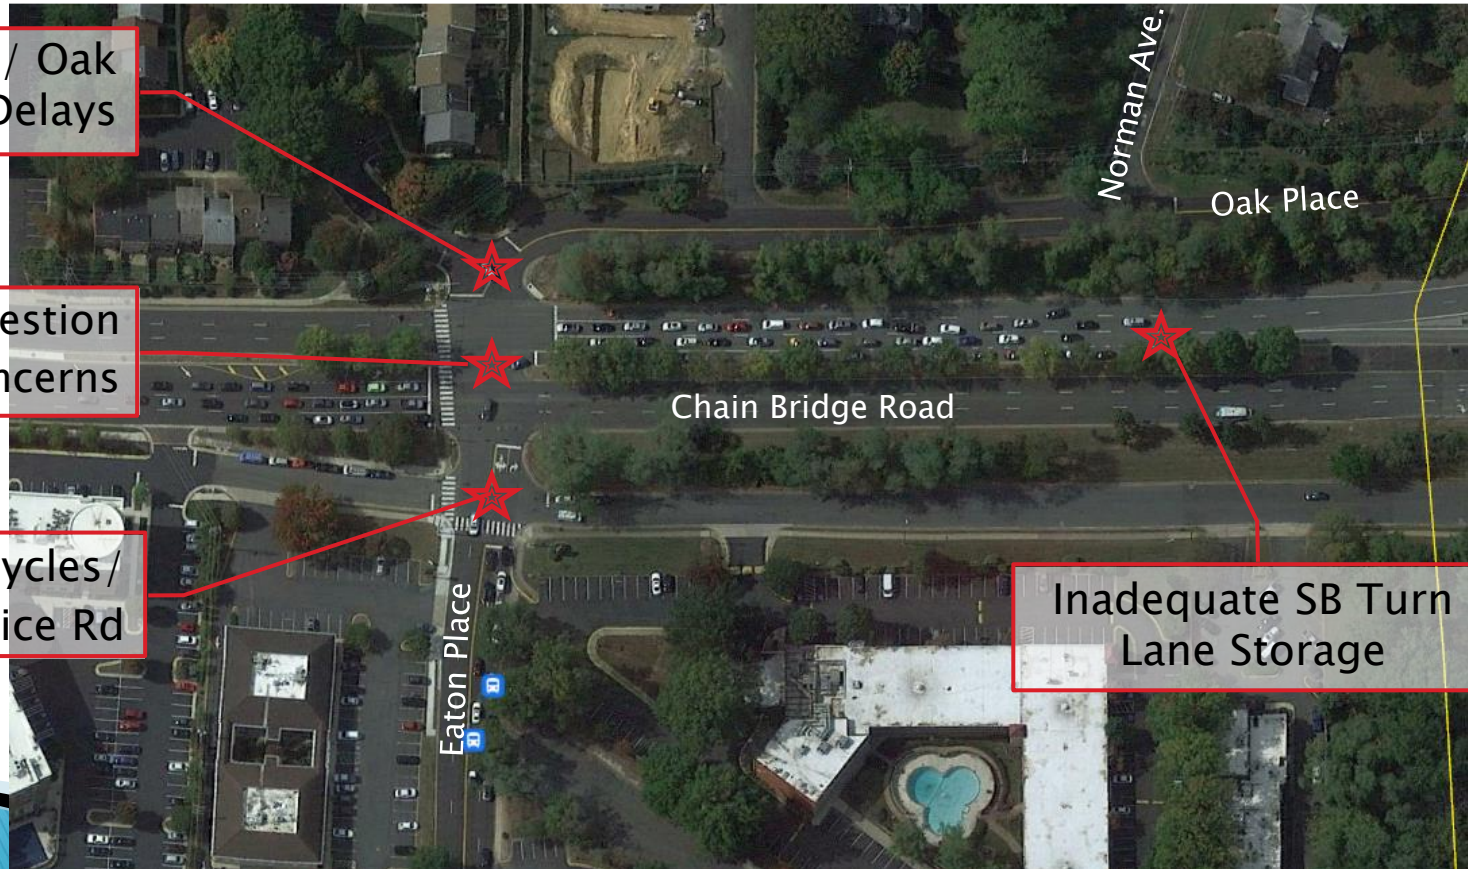 / Oak
Delays
Norman Ave.
Oak Place
estion
ncerns
Chain Bridge Road
ycles/
ice Rd
Eaton Place
Inadequate SB Turn
Lane Storage